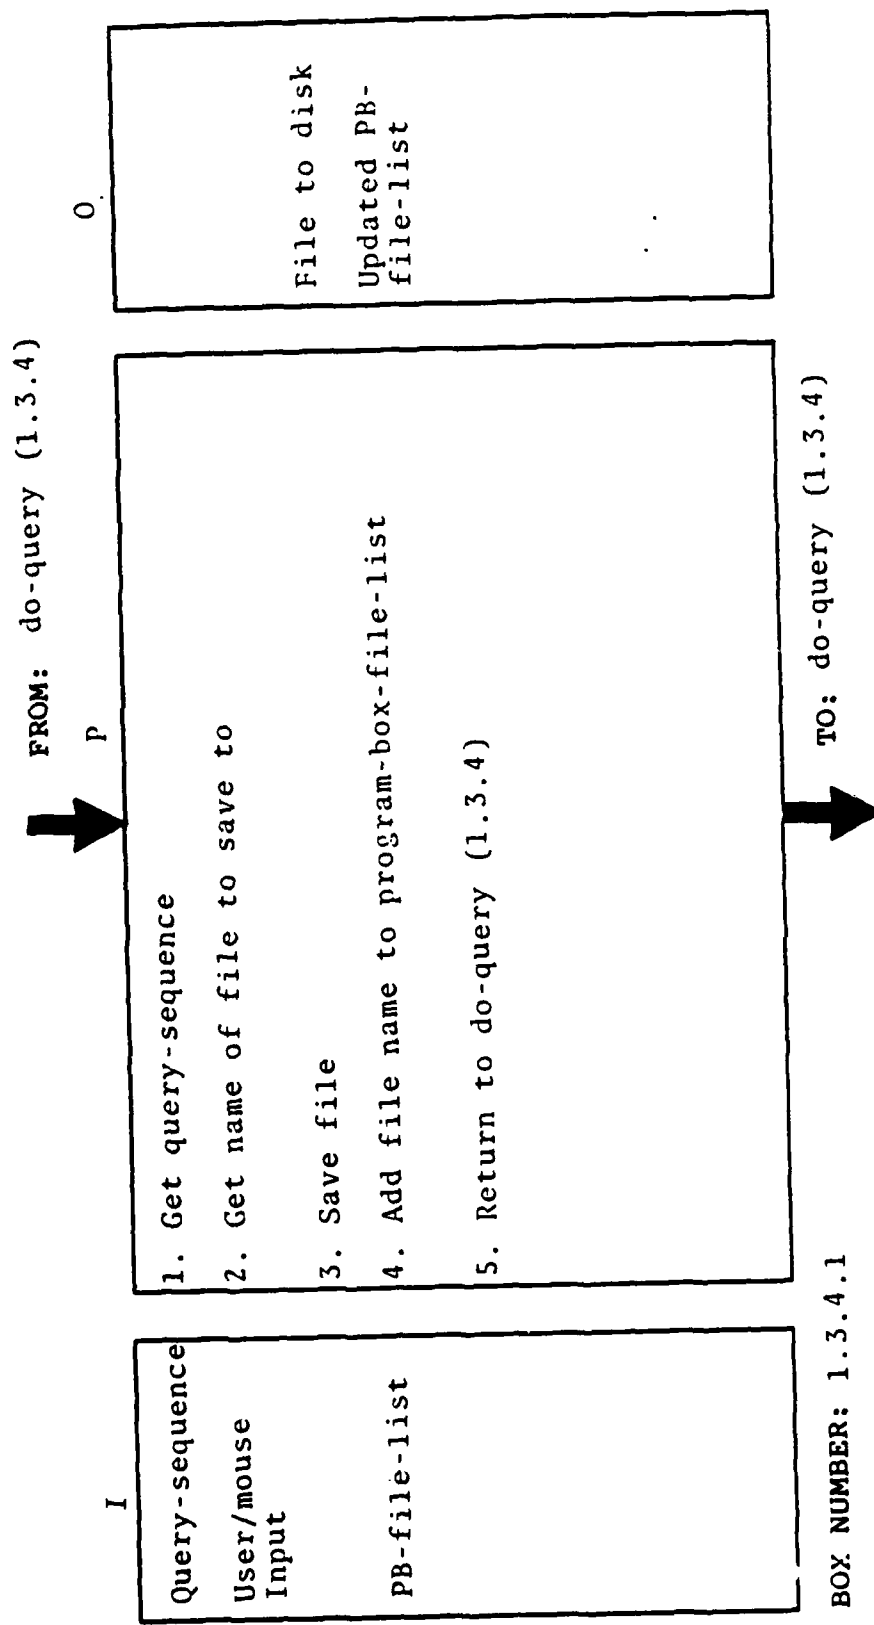 FROM: do-query (1.3.4)
I
P
O
Query-sequence
User/mouse
Input
PB-file-list
1. Get query-sequence
2. Get name of file to save to
3. Save file
4. Add file name to program-box-file-list
5. Return to do-query (1.3.4)
File to disk
Updated PB-
file-list
BOX NUMBER: 1.3.4.1
TO: do-query (1.3.4)